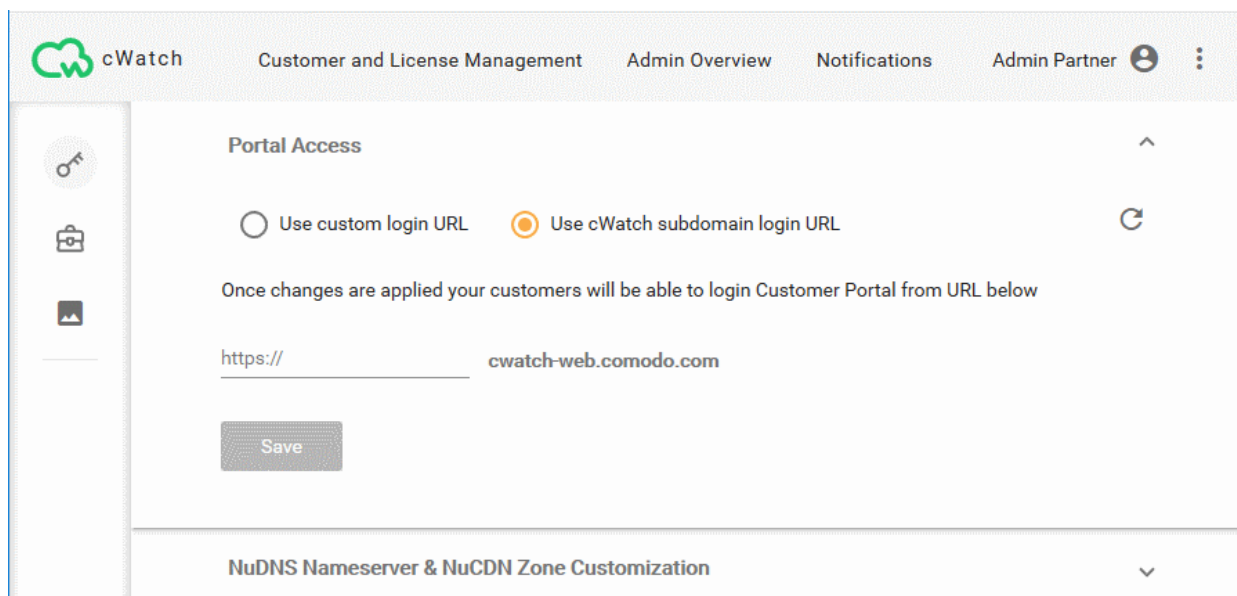 cWatch Customer and License Management Admin Overview Notifications Admin Partner
Portal Access
Use custom login URL Use cWatch subdomain login URL
Once changes are applied your customers will be able to login Customer Portal from URL below
https:// cwatch-web.comodo.com
Save
NuDNS Nameserver & NuCDN Zone Customization